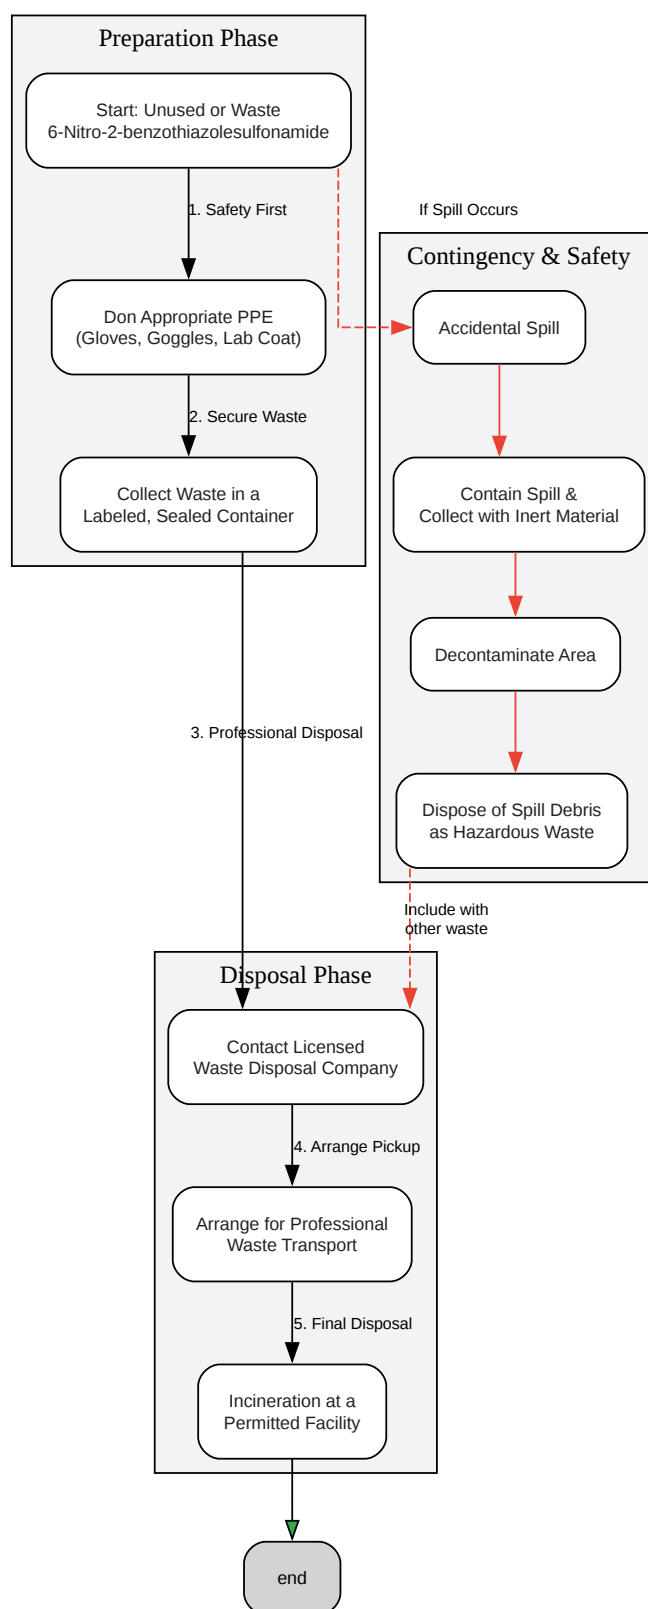 Preparation Phase
Start: Unused or Waste
6-Nitro-2-benzothiazolesulfonamide
1. Safety First
If Spill Occurs
Contingency & Safety
Don Appropriate PPE
(Gloves, Goggles, Lab Coat)
Accidental Spill
2. Secure Waste
Collect Waste in a
Labeled, Sealed Container
Contain Spill &
Collect with Inert Material
Decontaminate Area
3. Professional Disposal
Dispose of Spill Debris
as Hazardous Waste
Include with
other waste
Disposal Phase
Contact Licensed
Waste Disposal Company
4. Arrange Pickup
Arrange for Professional
Waste Transport
5. Final Disposal
Incineration at a
Permitted Facility
end